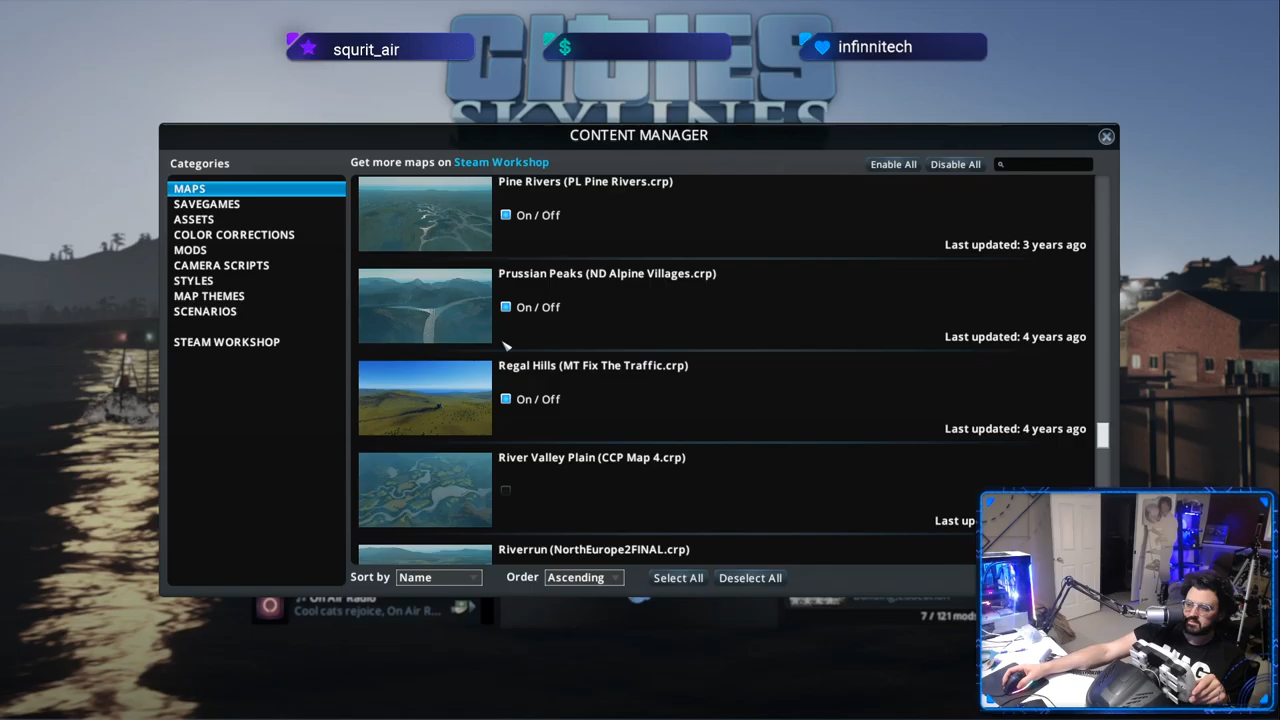 CITIES
SKYLINES
squrit_air
$
infinnitech
CONTENT MANAGER
Categories
Get more maps on Steam Workshop
Enable All
Disable All
MAPS
SAVEGAMES
ASSETS
COLOR CORRECTIONS
MODS
CAMERA SCRIPTS
STYLES
MAP THEMES
SCENARIOS
STEAM WORKSHOP
Pine Rivers (PL Pine Rivers.crp)
On / Off
Last updated: 3 years ago
Prussian Peaks (ND Alpine Villages.crp)
On / Off
Last updated: 4 years ago
Regal Hills (MT Fix The Traffic.crp)
On / Off
Last updated: 4 years ago
River Valley Plain (CCP Map 4.crp)
Last up
Riverrun (NorthEurope2FINAL.crp)
Sort by Name
Order Ascending
Select All
Deselect All
On Air Radio
Cool cats rejoice, On Air R...
7 / 121 mods